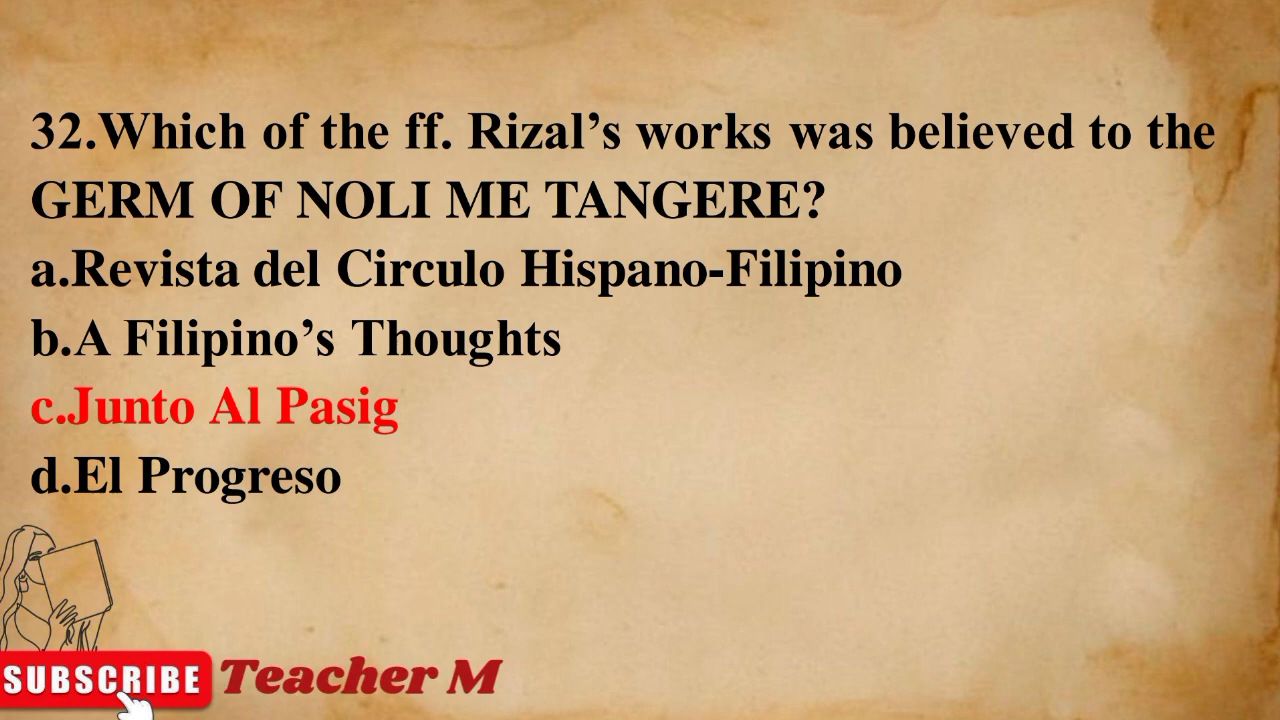 32.Which of the ff. Rizal’s works was believed to the
GERM OF NOLI ME TANGERE?
a.Revista del Circulo Hispano-Filipino
b.A Filipino’s Thoughts
c.Junto Al Pasig
d.El Progreso
SUBSCRIBE Teacher M